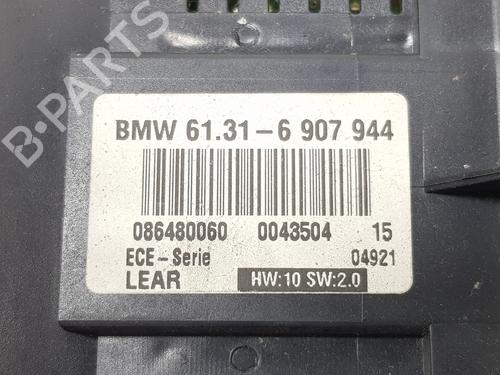 B-PARTS
BMW 61.31-6 907 944
086480060 0043504 15
ECE-Serie 04921
LEAR HW:10 SW:2.0